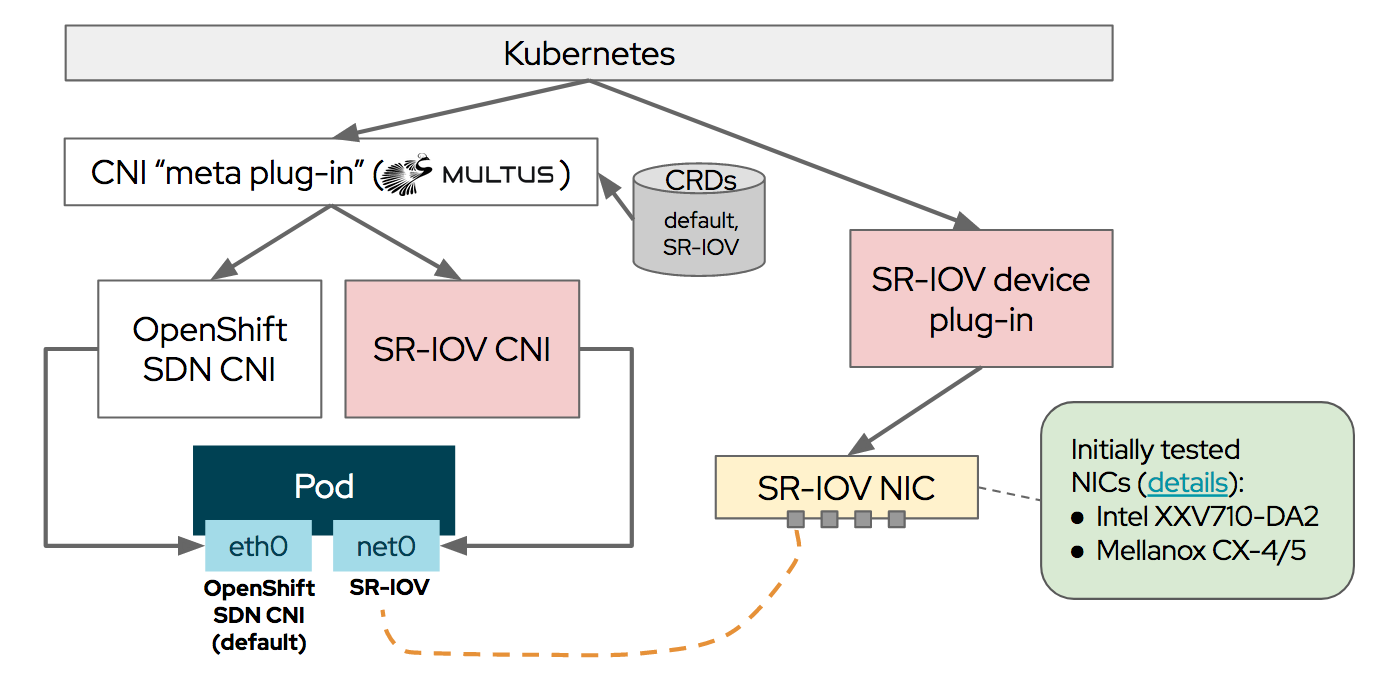 Kubernetes
CNI “meta plug-in” ( MULTUS )
CRDs
default,
SR-IOV
OpenShift
SDN CNI
SR-IOV CNI
SR-IOV device
plug-in
Pod
eth0
net0
OpenShift
SDN CNI
(default)
SR-IOV
SR-IOV NIC
Initially tested
NICs (details):
● Intel XXV710-DA2
● Mellanox CX-4/5